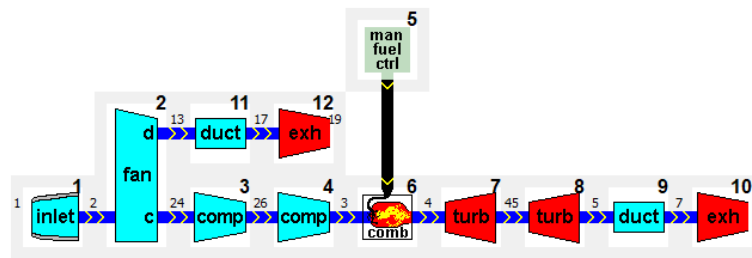 5
man
fuel
ctrl
2
13
11
17
12
19
d
duct
exh
fan
1
1
2
24
3
26
4
3
6
4
7
45
8
5
9
7
10
inlet
c
comp
comp
comb
turb
turb
duct
exh